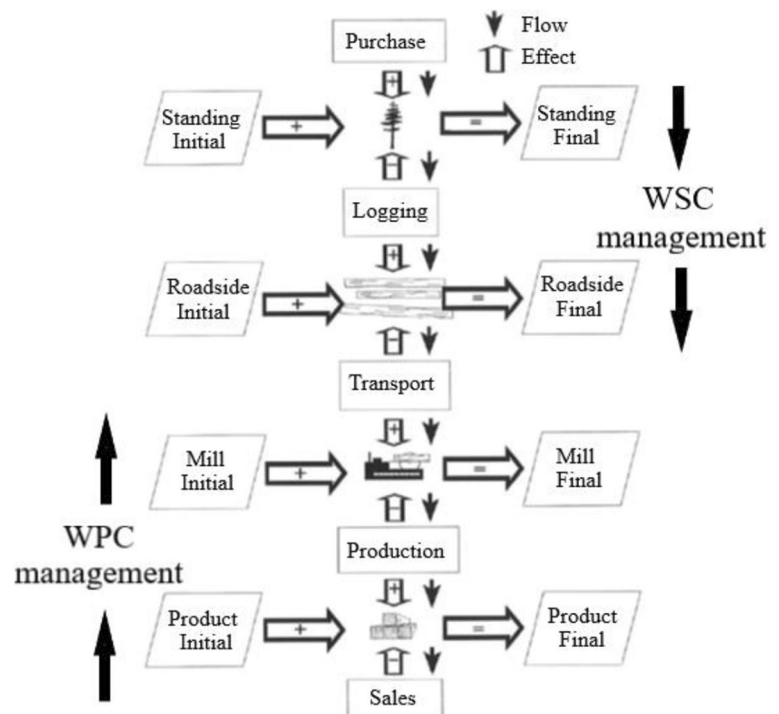 Purchase
Flow
Effect
+
Standing
Initial
+
=
Standing
Final
−
WSC
management
Logging
+
Roadside
Initial
+
=
Roadside
Final
−
Transport
+
Mill
Initial
+
=
Mill
Final
−
WPC
management
Production
+
Product
Initial
+
=
Product
Final
−
Sales